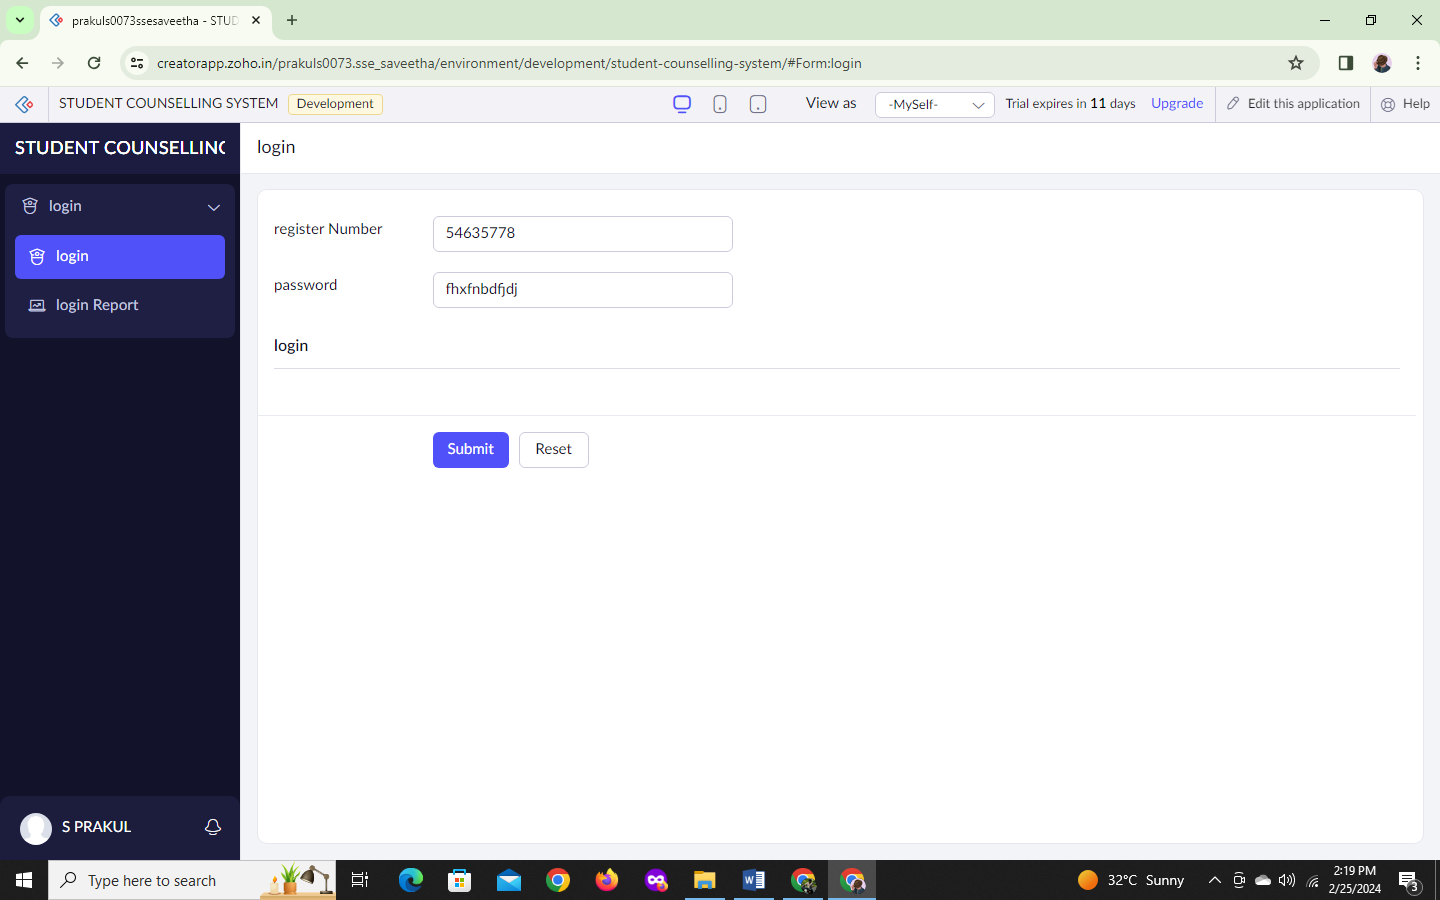 prakuls0073ssesaveetha - STUD
creatorapp.zoho.in/prakuls0073.sse_saveetha/environment/development/student-counselling-system/#Form:login
STUDENT COUNSELLING SYSTEM Development View as -MySelf- Trial expires in 11 days Upgrade Edit this application Help
STUDENT COUNSELLING
login
login
login
login Report
register Number 54635778
password fhxfnbdfjdj
login
Submit Reset
S PRAKUL
Type here to search
32°C Sunny
2:19 PM
2/25/2024
3